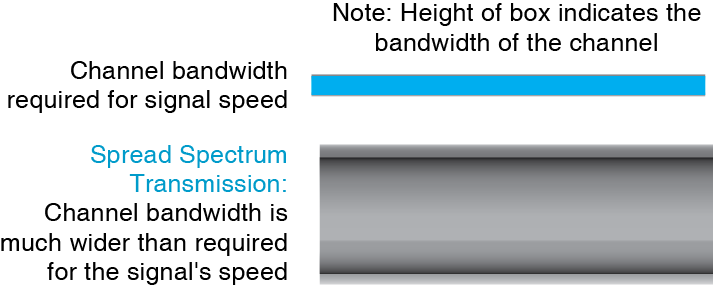 Note: Height of box indicates the
bandwidth of the channel
Channel bandwidth
required for signal speed
Spread Spectrum
Transmission:
Channel bandwidth is
much wider than required
for the signal's speed